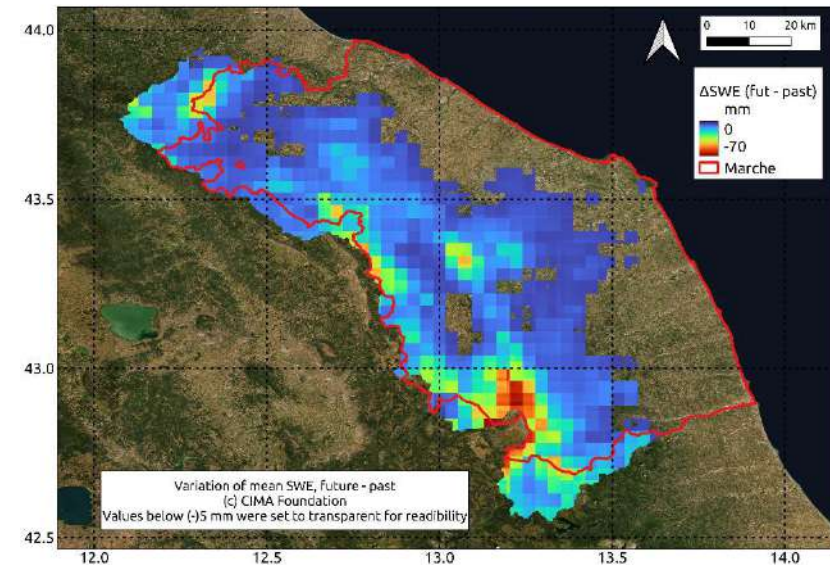 44.0
43.5
43.0
42.5
12.0
12.5
13.0
13.5
14.0
0 10 20 km
ΔSWE (fut - past)
mm
0
-70
Marche
Variation of mean SWE, future - past
(c) CIMA Foundation
Values below (-)5 mm were set to transparent for readibility